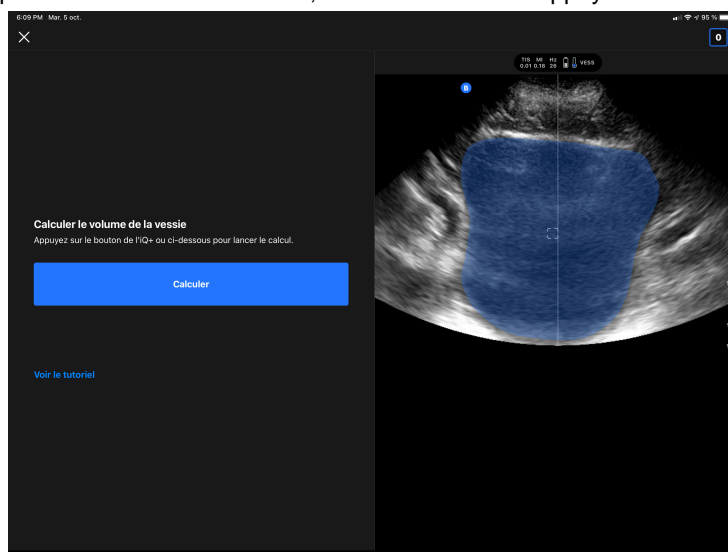 6:09 PM Mar. 5 oct.
95 %
0
TIS MI Hz
0.01 0.18 26
VESS
B
Calculer le volume de la vessie
Appuyez sur le bouton de l'iQ+ ou ci-dessous pour lancer le calcul.
Calculer
Voir le tutoriel